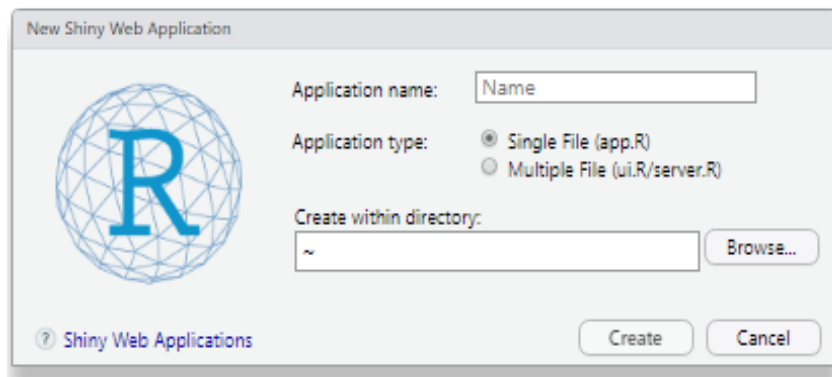 New Shiny Web Application
R
Application name: Name
Application type: Single File (app.R)
Multiple File (ui.R/server.R)
Create within directory:
~ Browse...
? Shiny Web Applications Create Cancel